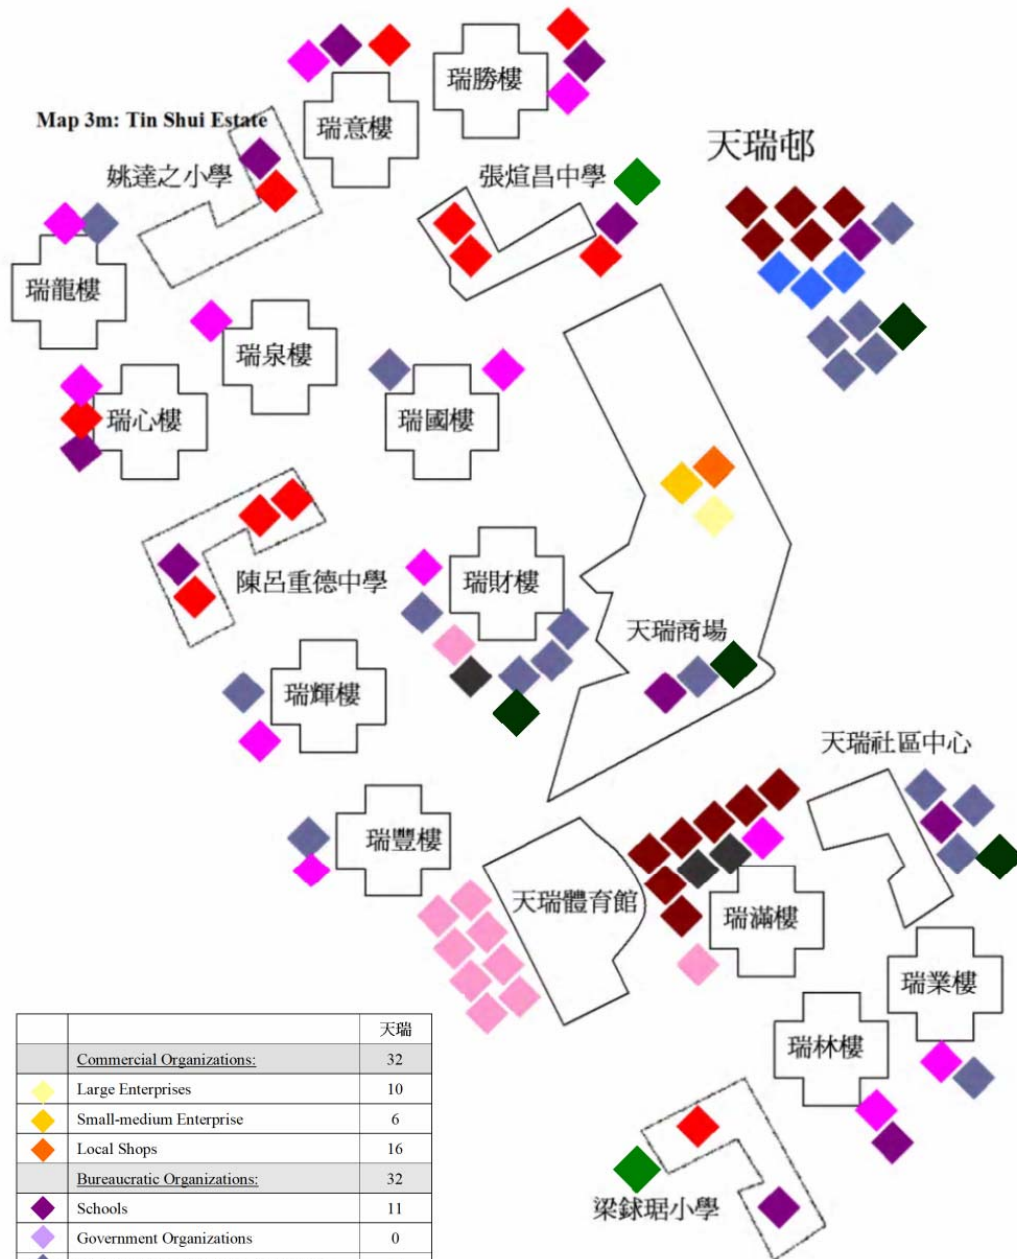 瑞勝樓
瑞意樓
Map 3m: Tin Shui Estate
天瑞邨
姚達之小學
張煊昌中學
瑞龍樓
瑞泉樓
瑞心樓
瑞國樓
陳呂重德中學
瑞財樓
天瑞商場
瑞輝樓
天瑞社區中心
瑞豐樓
天瑞體育館
瑞滿樓
瑞業樓
瑞林樓
梁銶琚小學
天瑞
Commercial Organizations: 32
Large Enterprises 10
Small-medium Enterprise 6
Local Shops 16
Bureaucratic Organizations: 32
Schools 11
Government Organizations 0